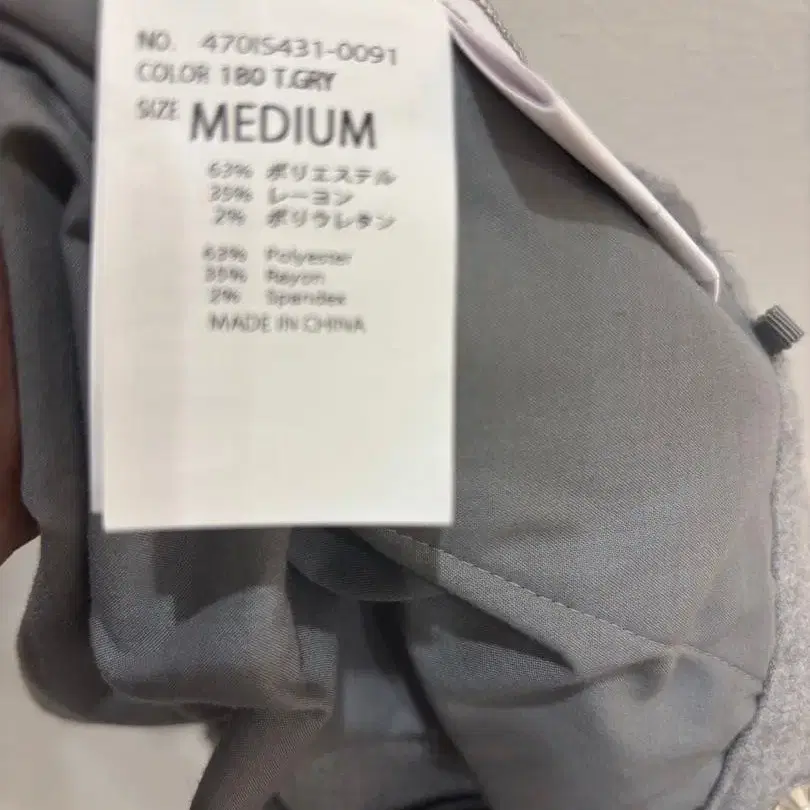 NO. 470IS431-0091
COLOR 180 T.GRY
SIZE MEDIUM
63% ポリエステル
35% レーヨン
2% ポリウレタン
63% Polyester
35% Rayon
2% Spandex
MADE IN CHINA